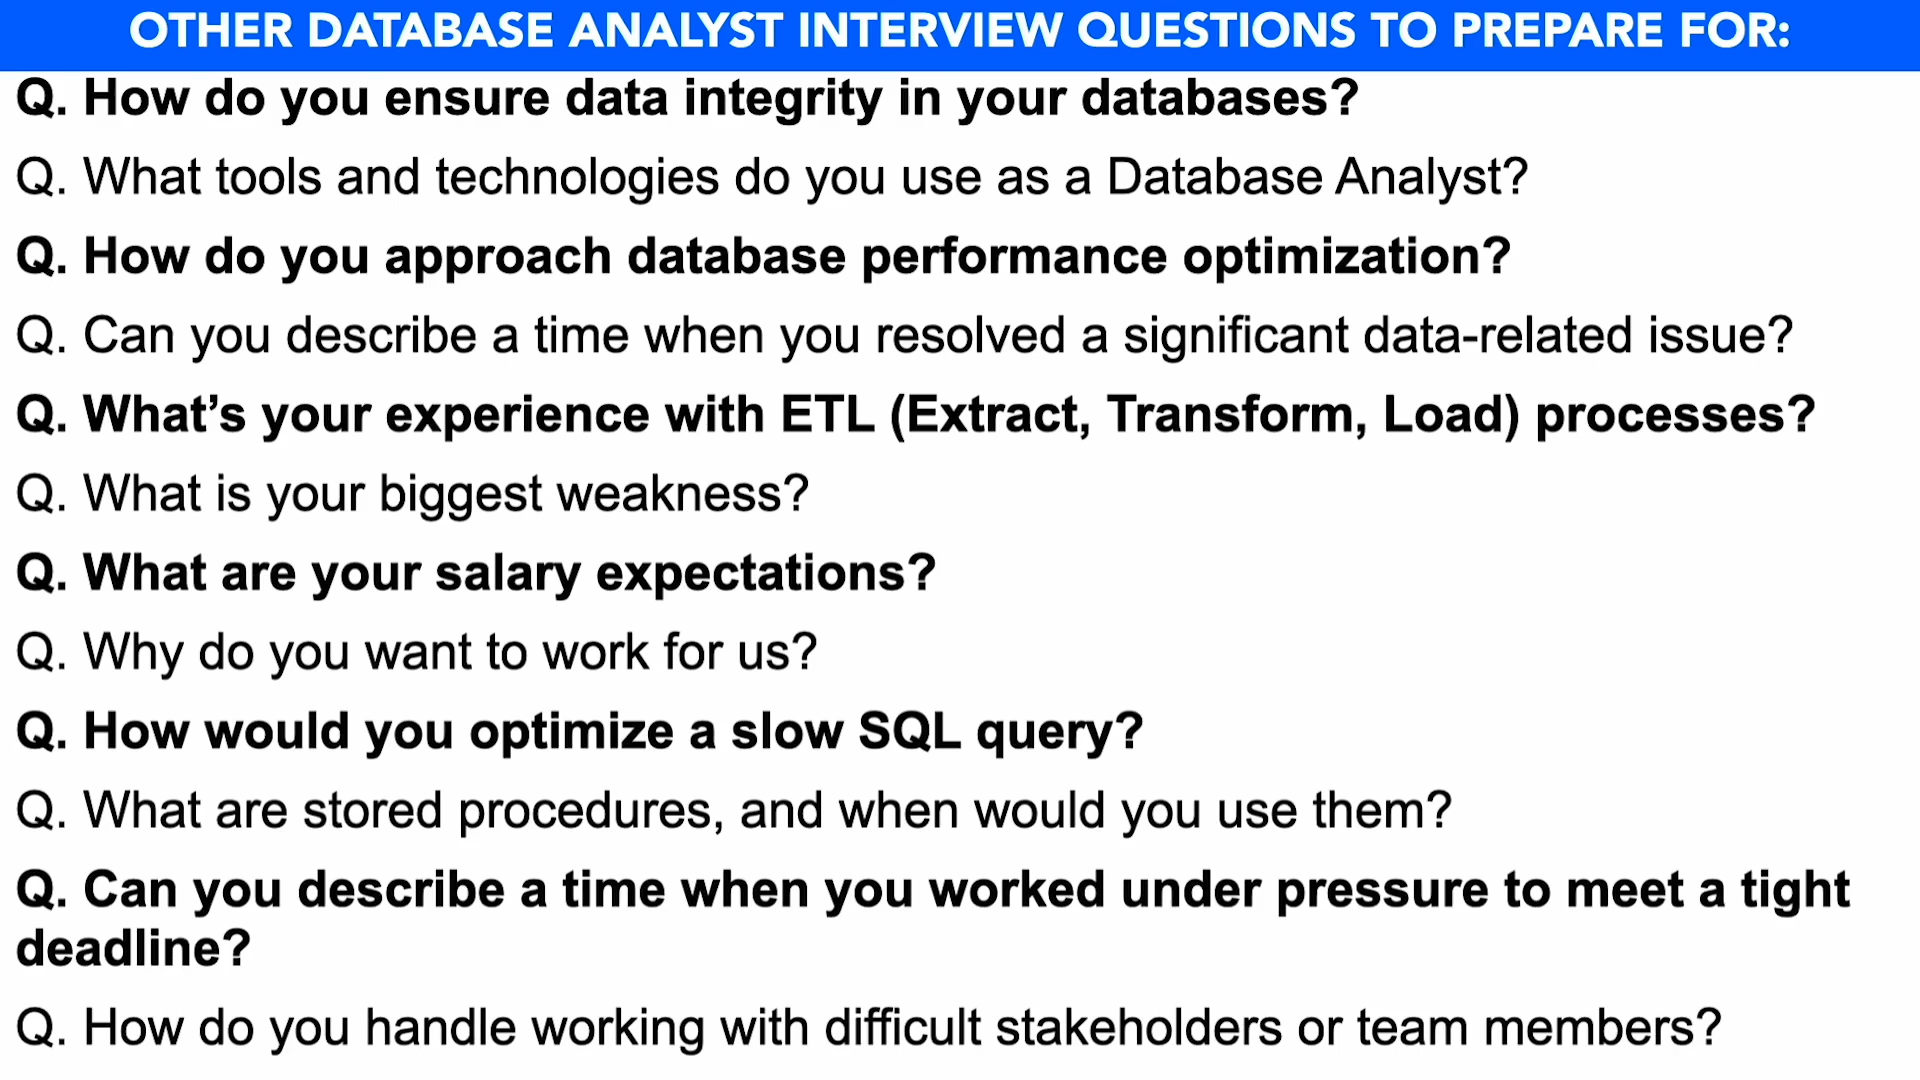 OTHER DATABASE ANALYST INTERVIEW QUESTIONS TO PREPARE FOR:
Q. How do you ensure data integrity in your databases?
Q. What tools and technologies do you use as a Database Analyst?
Q. How do you approach database performance optimization?
Q. Can you describe a time when you resolved a significant data-related issue?
Q. What’s your experience with ETL (Extract, Transform, Load) processes?
Q. What is your biggest weakness?
Q. What are your salary expectations?
Q. Why do you want to work for us?
Q. How would you optimize a slow SQL query?
Q. What are stored procedures, and when would you use them?
Q. Can you describe a time when you worked under pressure to meet a tight
deadline?
Q. How do you handle working with difficult stakeholders or team members?